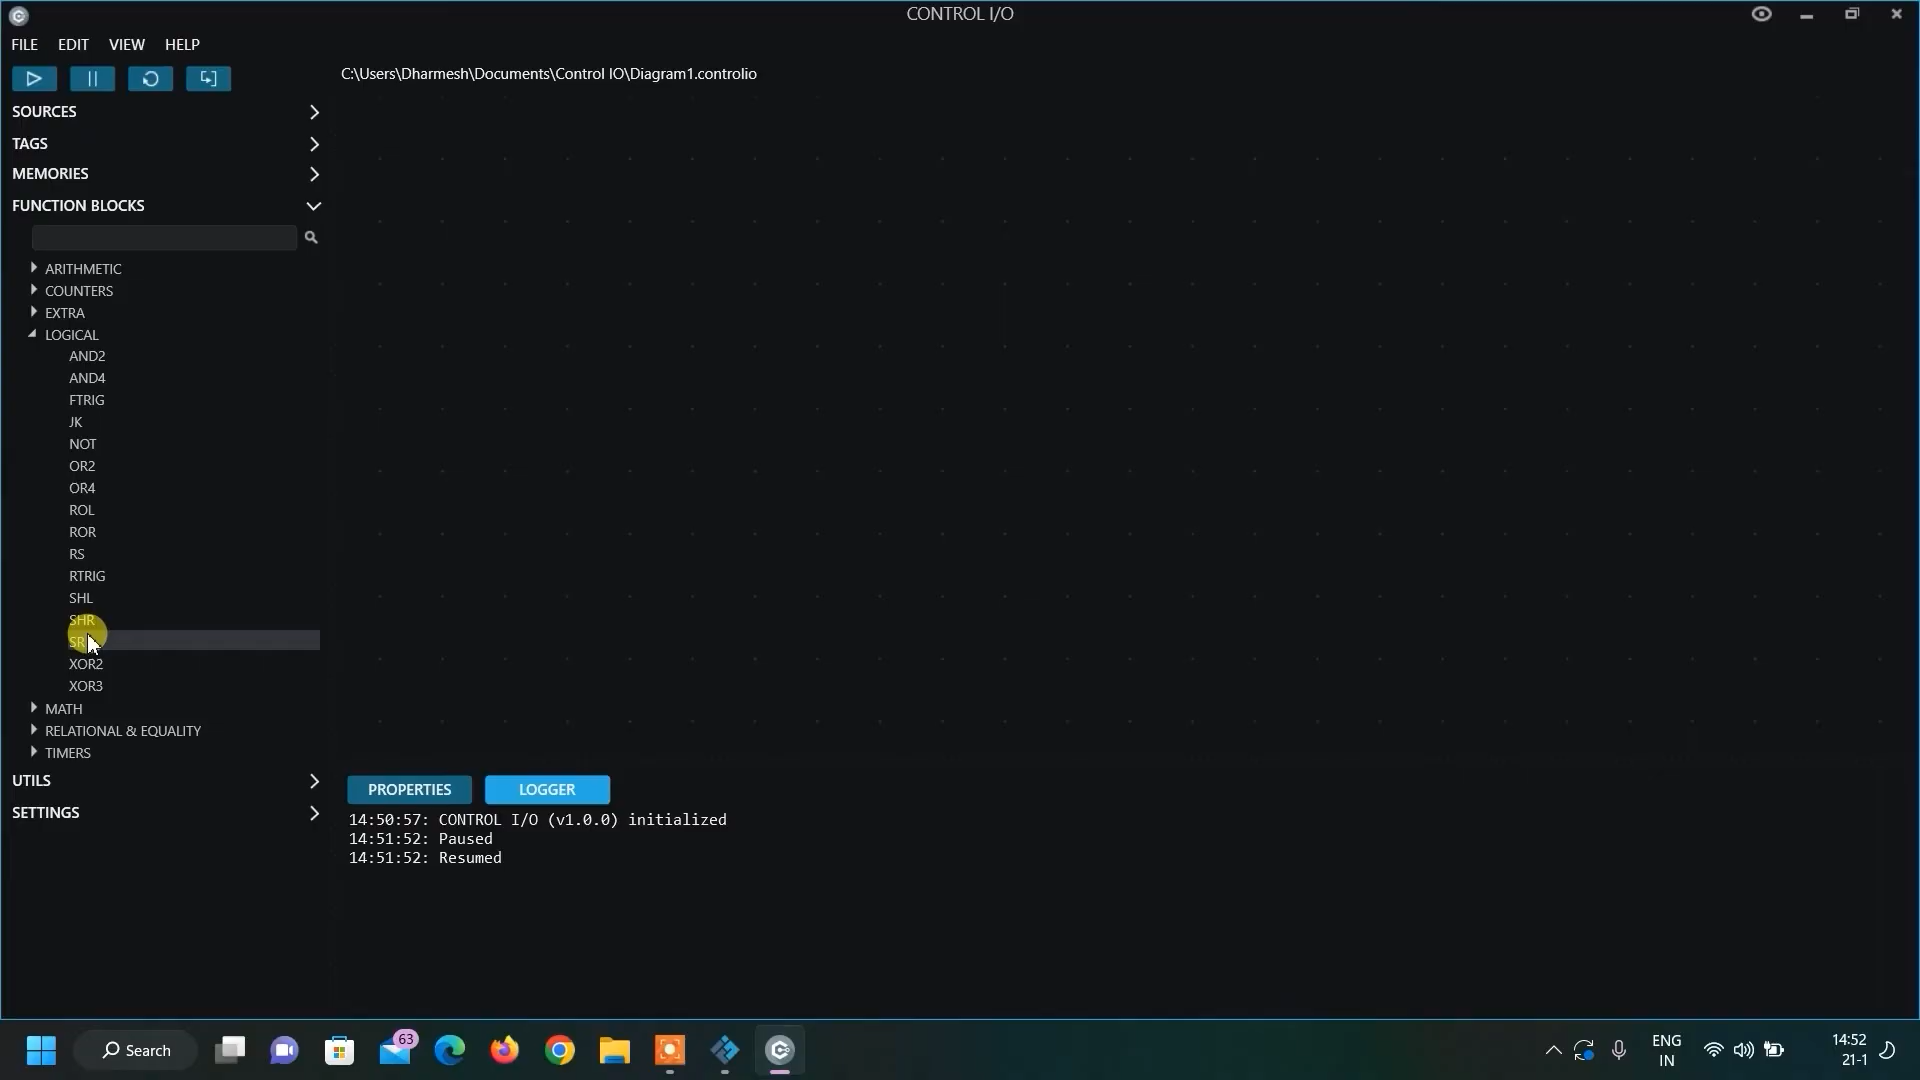 CONTROL I/O
FILE EDIT VIEW HELP
C:\Users\Dharmesh\Documents\Control IO\Diagram1.controlio
SOURCES
TAGS
MEMORIES
FUNCTION BLOCKS
ARITHMETIC
COUNTERS
EXTRA
LOGICAL
AND2
AND4
FTRIG
JK
NOT
OR2
OR4
ROL
ROR
RS
RTRIG
SHL
SHR
SR
XOR2
XOR3
MATH
RELATIONAL & EQUALITY
TIMERS
UTILS
SETTINGS
PROPERTIES LOGGER
14:50:57: CONTROL I/O (v1.0.0) initialized
14:51:52: Paused
14:51:52: Resumed
Search
63
ENG
IN
14:52
21-1